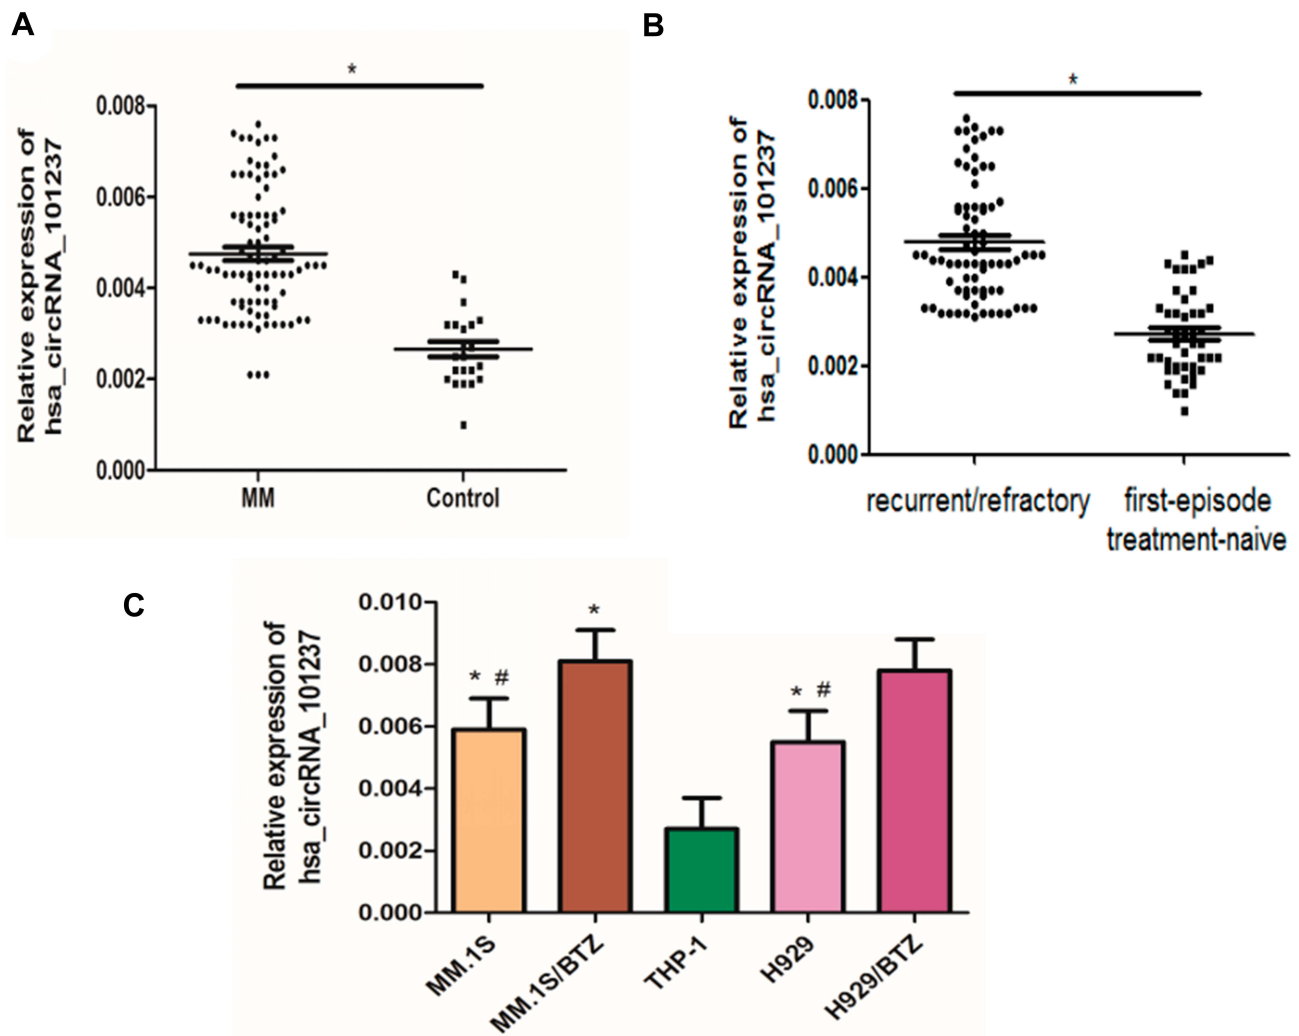 A
*
Relative expression of
hsa_circRNA_101237
0.008
0.006
0.004
0.002
0.000
MM
Control
B
*
Relative expression of
hsa_circRNA_101237
0.008
0.006
0.004
0.002
0.000
recurrent/refractory
first-episode
treatment-naive
C
Relative expression of
hsa_circRNA_101237
0.010
0.008
0.006
0.004
0.002
0.000
* #
*
* #
MM.1S
MM.1S/BTZ
THP-1
H929
H929/BTZ